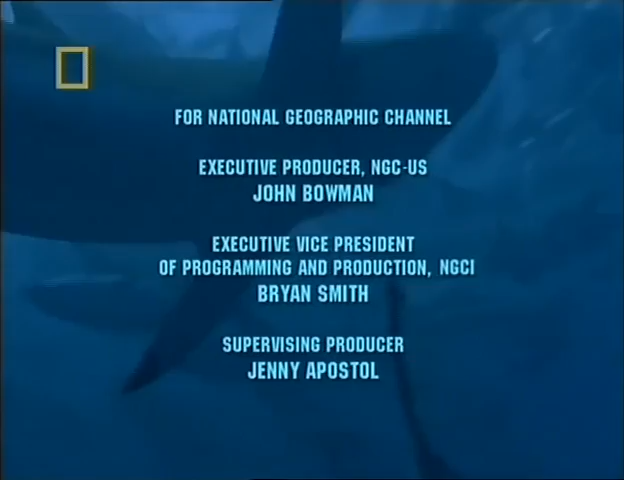 FOR NATIONAL GEOGRAPHIC CHANNEL
EXECUTIVE PRODUCER, NGC-US
JOHN BOWMAN
EXECUTIVE VICE PRESIDENT
OF PROGRAMMING AND PRODUCTION, NGCI
BRYAN SMITH
SUPERVISING PRODUCER
JENNY APOSTOL